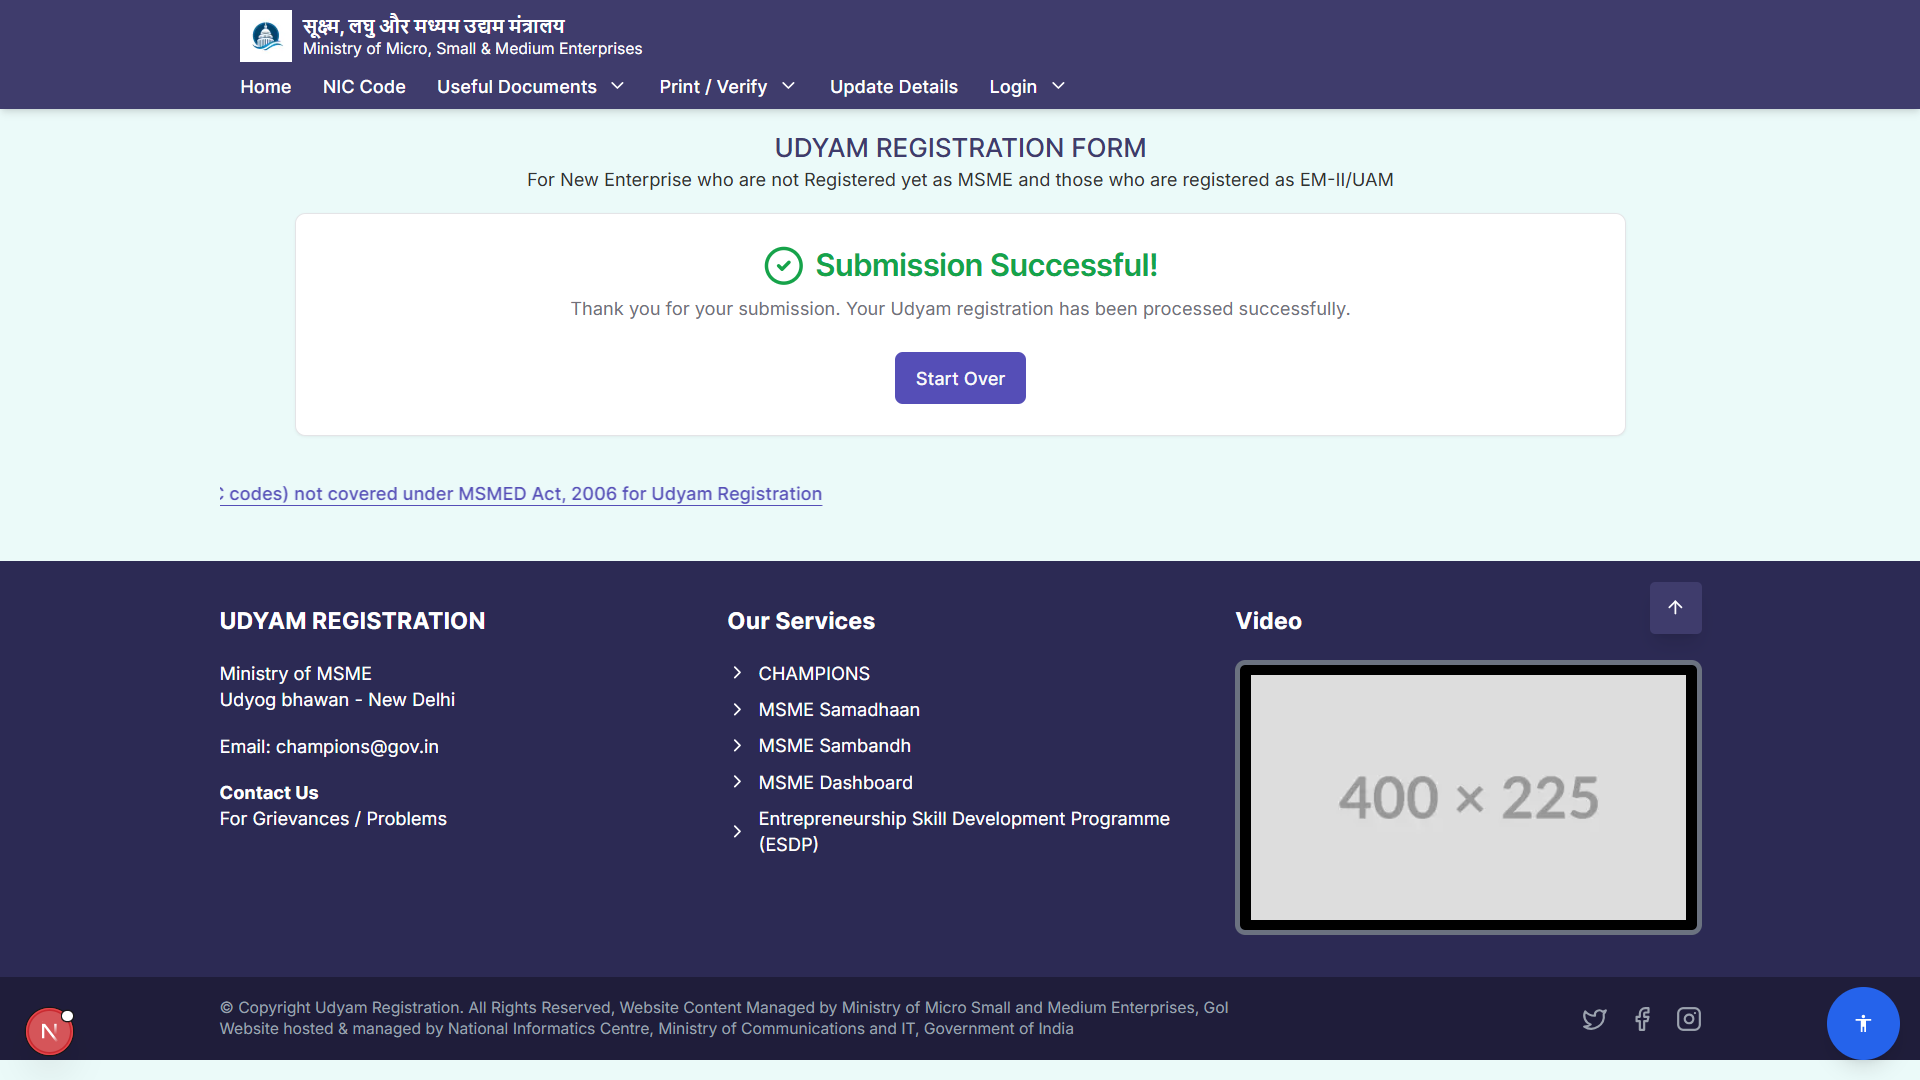 सूक्ष्म, लघु और मध्यम उद्यम मंत्रालय
Ministry of Micro, Small & Medium Enterprises
Home NIC Code Useful Documents Print / Verify Update Details Login
UDYAM REGISTRATION FORM
For New Enterprise who are not Registered yet as MSME and those who are registered as EM-II/UAM
Submission Successful!
Thank you for your submission. Your Udyam registration has been processed successfully.
Start Over
codes) not covered under MSMED Act, 2006 for Udyam Registration
UDYAM REGISTRATION
Ministry of MSME
Udyog bhawan - New Delhi
Email: champions@gov.in
Contact Us
For Grievances / Problems
Our Services
CHAMPIONS
MSME Samadhaan
MSME Sambandh
MSME Dashboard
Entrepreneurship Skill Development Programme
(ESDP)
Video
400 × 225
© Copyright Udyam Registration. All Rights Reserved, Website Content Managed by Ministry of Micro Small and Medium Enterprises, GoI
Website hosted & managed by National Informatics Centre, Ministry of Communications and IT, Government of India
N